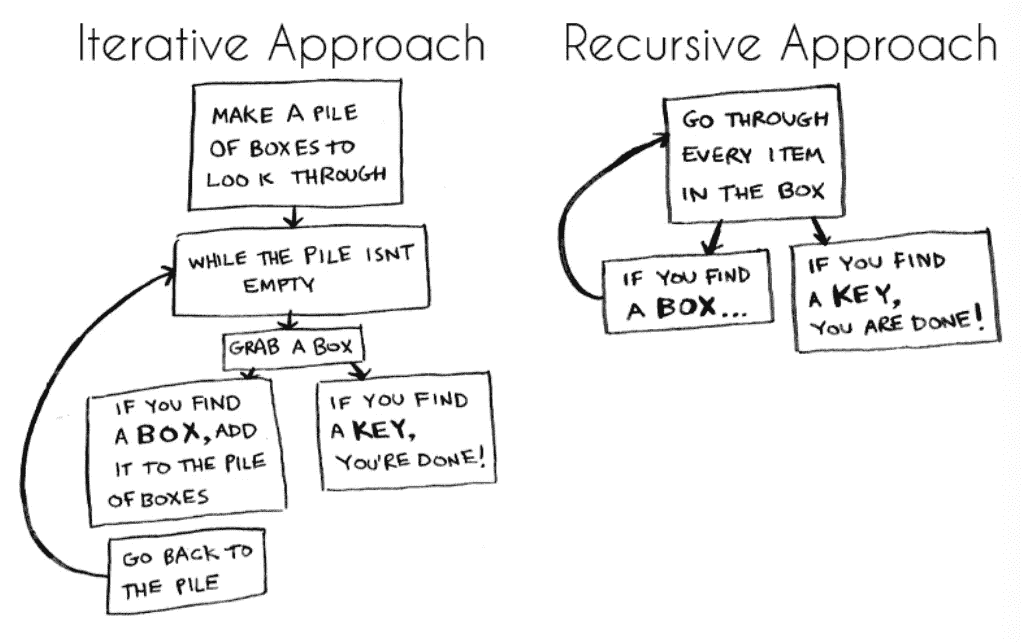 Iterative Approach
MAKE A PILE
OF BOXES TO
LOOK THROUGH
WHILE THE PILE ISNT
EMPTY
GRAB A BOX
IF YOU FIND
A BOX, ADD
IT TO THE PILE
OF BOXES
IF YOU FIND
A KEY,
YOU'RE DONE!
GO BACK TO
THE PILE
Recursive Approach
GO THROUGH
EVERY ITEM
IN THE BOX
IF YOU FIND
A BOX...
IF YOU FIND
A KEY,
YOU ARE DONE!